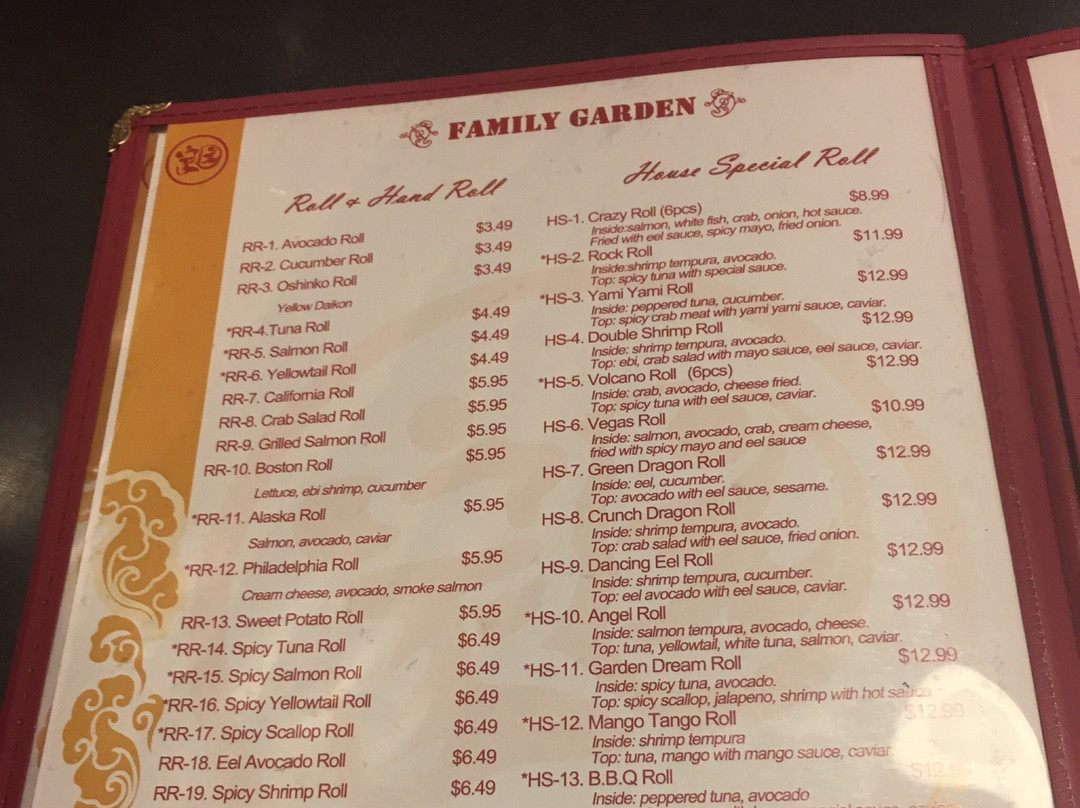 FAMILY GARDEN
Roll & Hand Roll
RR-1. Avocado Roll $3.49
RR-2. Cucumber Roll $3.49
RR-3. Oshinko Roll $3.49
Yellow Daikon
*RR-4.Tuna Roll $4.49
*RR-5. Salmon Roll $4.49
*RR-6. Yellowtail Roll $4.49
RR-7. California Roll $5.95
RR-8. Crab Salad Roll $5.95
RR-9. Grilled Salmon Roll $5.95
RR-10. Boston Roll $5.95
Lettuce, ebi shrimp, cucumber
*RR-11. Alaska Roll $5.95
Salmon, avocado, caviar
*RR-12. Philadelphia Roll $5.95
Cream cheese, avocado, smoke salmon
RR-13. Sweet Potato Roll $5.95
*RR-14. Spicy Tuna Roll $6.49
*RR-15. Spicy Salmon Roll $6.49
*RR-16. Spicy Yellowtail Roll $6.49
*RR-17. Spicy Scallop Roll $6.49
RR-18. Eel Avocado Roll $6.49
RR-19. Spicy Shrimp Roll $6.49
House Special Roll
HS-1. Crazy Roll (6pcs) $8.99
Inside:salmon, white fish, crab, onion, hot sauce.
Fried with eel sauce, spicy mayo, fried onion.
*HS-2. Rock Roll $11.99
Inside:shrimp tempura, avocado.
Top: spicy tuna with special sauce.
*HS-3. Yami Yami Roll $12.99
Inside: peppered tuna, cucumber.
Top: spicy crab meat with yami yami sauce, caviar.
HS-4. Double Shrimp Roll $12.99
Inside: shrimp tempura, avocado.
Top: ebi, crab salad with mayo sauce, eel sauce, caviar.
*HS-5. Volcano Roll (6pcs) $12.99
Inside: crab, avocado, cheese fried.
Top: spicy tuna with eel sauce, caviar.
HS-6. Vegas Roll $10.99
Inside: salmon, avocado, crab, cream cheese,
fried with spicy mayo and eel sauce
HS-7. Green Dragon Roll $12.99
Inside: eel, cucumber.
Top: avocado with eel sauce, sesame.
HS-8. Crunch Dragon Roll $12.99
Inside: shrimp tempura, avocado.
Top: crab salad with eel sauce, fried onion.
HS-9. Dancing Eel Roll $12.99
Inside: shrimp tempura, cucumber.
Top: eel avocado with eel sauce, caviar.
*HS-10. Angel Roll $12.99
Inside: salmon tempura, avocado, cheese.
Top: tuna, yellowtail, white tuna, salmon, caviar.
*HS-11. Garden Dream Roll $12.99
Inside: spicy tuna, avocado.
Top: spicy scallop, jalapeno, shrimp with hot sauce
*HS-12. Mango Tango Roll $12.99
Inside: shrimp tempura
Top: tuna, mango with mango sauce, caviar.
*HS-13. B.B.Q Roll
Inside: peppered tuna, avocado